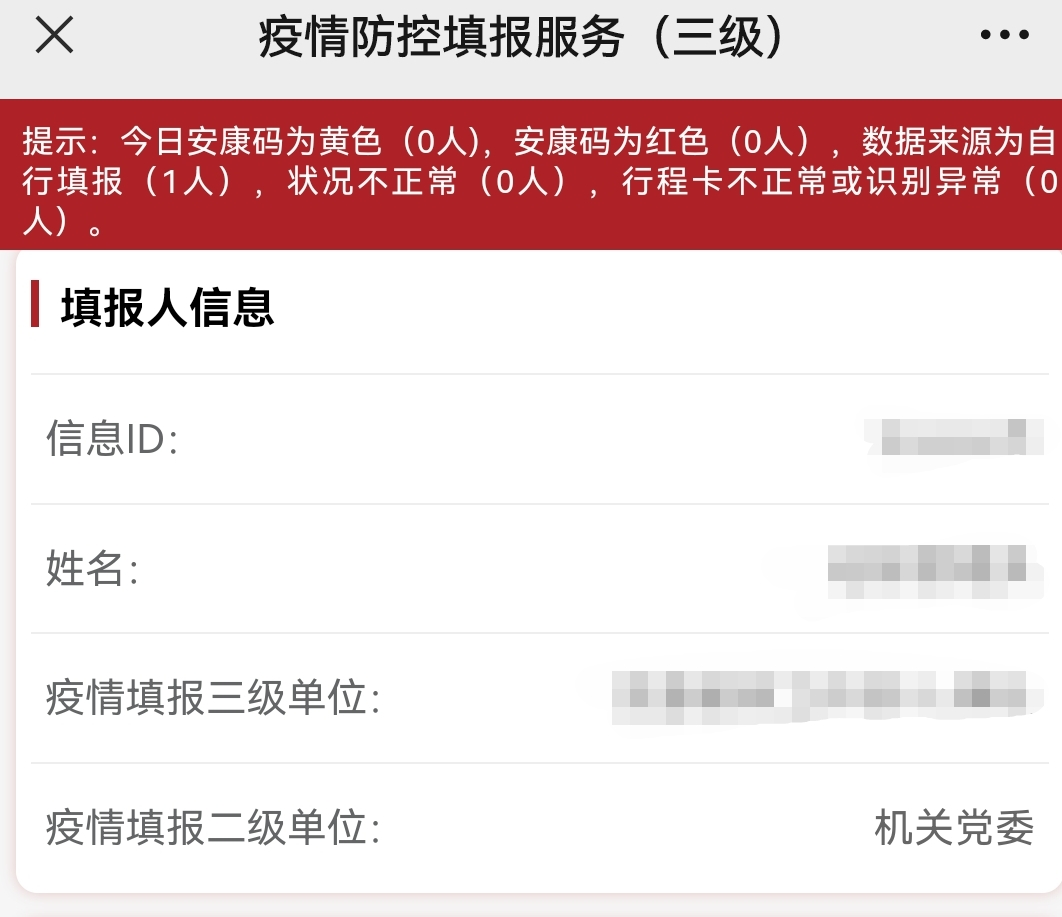 疫情防控填报服务（三级）
提示：今日安康码为黄色（0人），安康码为红色（0人），数据来源为自
行填报（1人），状况不正常（0人），行程卡不正常或识别异常（0
人）。
填报人信息
信息ID：
姓名：
疫情填报三级单位：
疫情填报二级单位：
机关党委